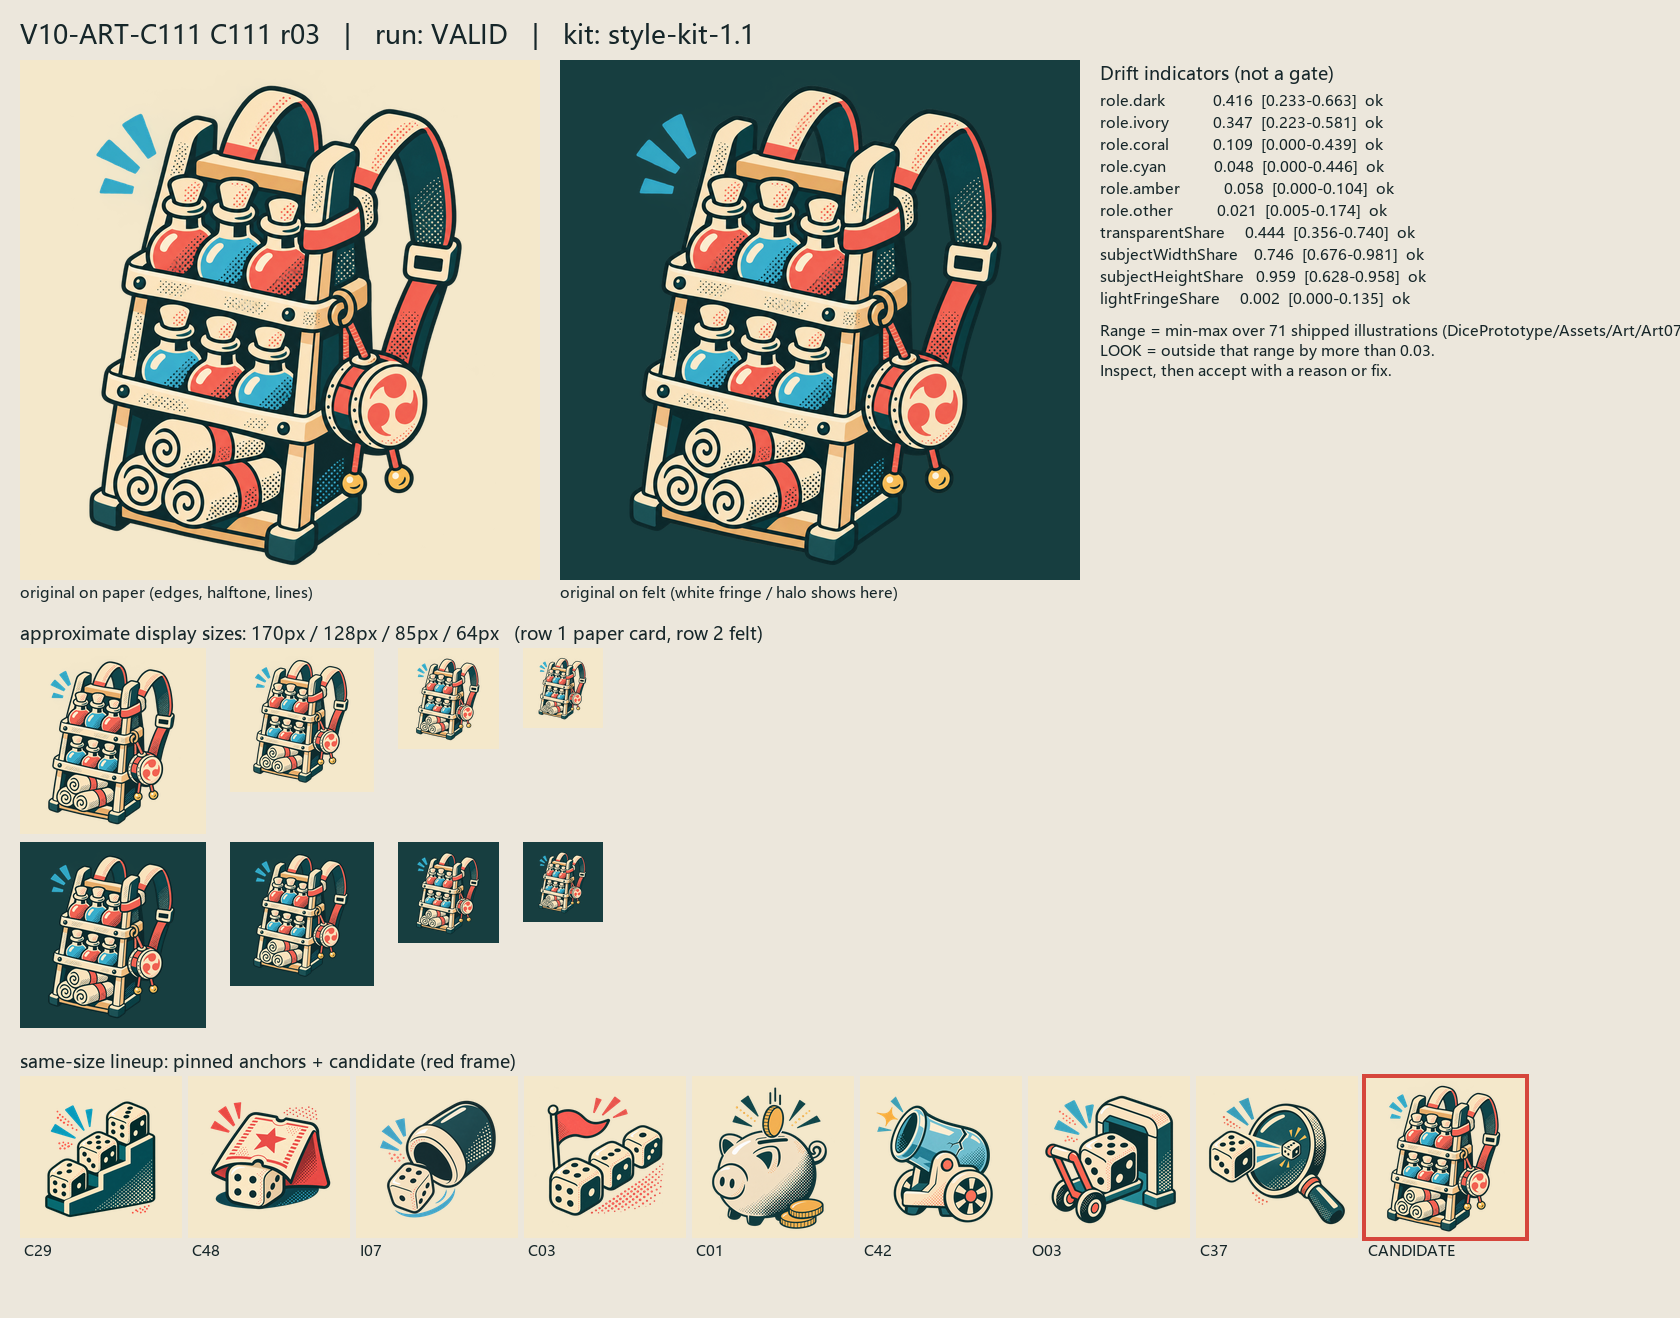 V10-ART-C111 C111 r03 | run: VALID | kit: style-kit-1.1
Drift indicators (not a gate)
role.dark 0.416 [0.233-0.663] ok
role.ivory 0.347 [0.223-0.581] ok
role.coral 0.109 [0.000-0.439] ok
role.cyan 0.048 [0.000-0.446] ok
role.amber 0.058 [0.000-0.104] ok
role.other 0.021 [0.005-0.174] ok
transparentShare 0.444 [0.356-0.740] ok
subjectWidthShare 0.746 [0.676-0.981] ok
subjectHeightShare 0.959 [0.628-0.958] ok
lightFringeShare 0.002 [0.000-0.135] ok
Range = min-max over 71 shipped illustrations (DicePrototype/Assets/Art/Art07
LOOK = outside that range by more than 0.03.
Inspect, then accept with a reason or fix.
original on paper (edges, halftone, lines)
original on felt (white fringe / halo shows here)
approximate display sizes: 170px / 128px / 85px / 64px (row 1 paper card, row 2 felt)
same-size lineup: pinned anchors + candidate (red frame)
C29
C48
I07
C03
C01
C42
O03
C37
CANDIDATE